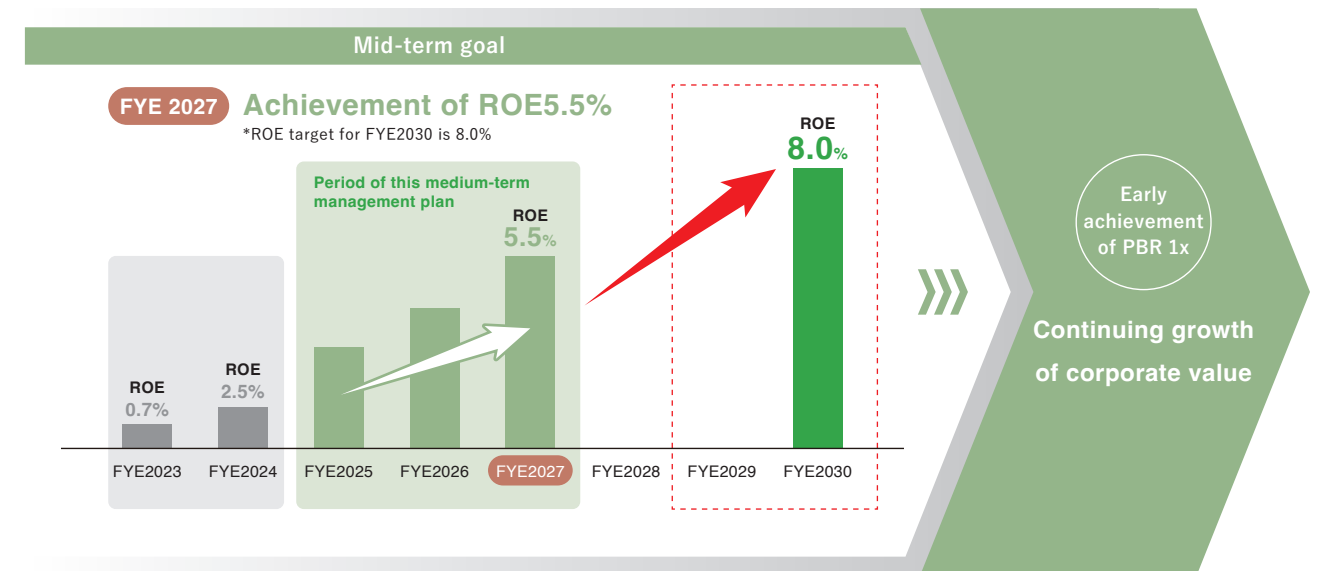 Mid-term goal
FYE 2027
Achievement of ROE5.5%
*ROE target for FYE2030 is 8.0%
Period of this medium-term
management plan
ROE
0.7%
ROE
2.5%
ROE
5.5%
ROE
8.0%
FYE2023
FYE2024
FYE2025
FYE2026
FYE2027
FYE2028
FYE2029
FYE2030
Early
achievement
of PBR 1x
Continuing growth
of corporate value